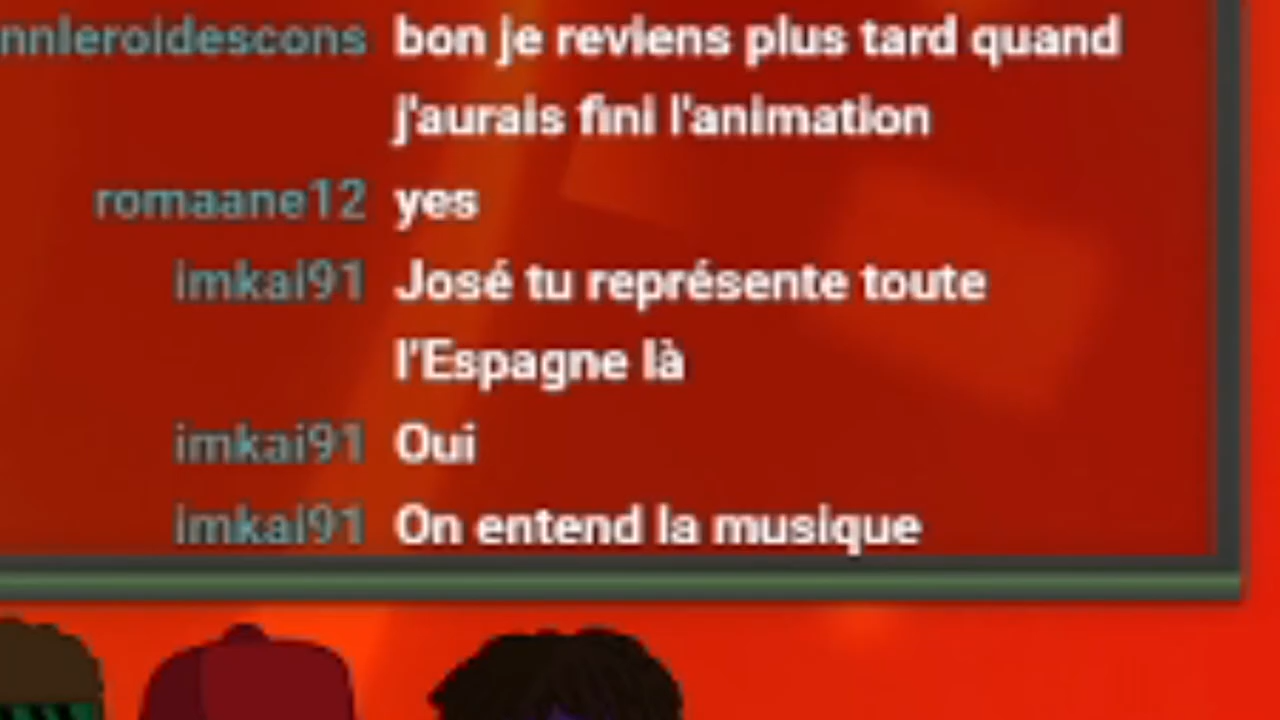 nnleroidescons bon je reviens plus tard quand
j'aurais fini l'animation
romaane12 yes
imkai91 José tu représente toute
l'Espagne là
imkai91 Oui
imkai91 On entend la musique